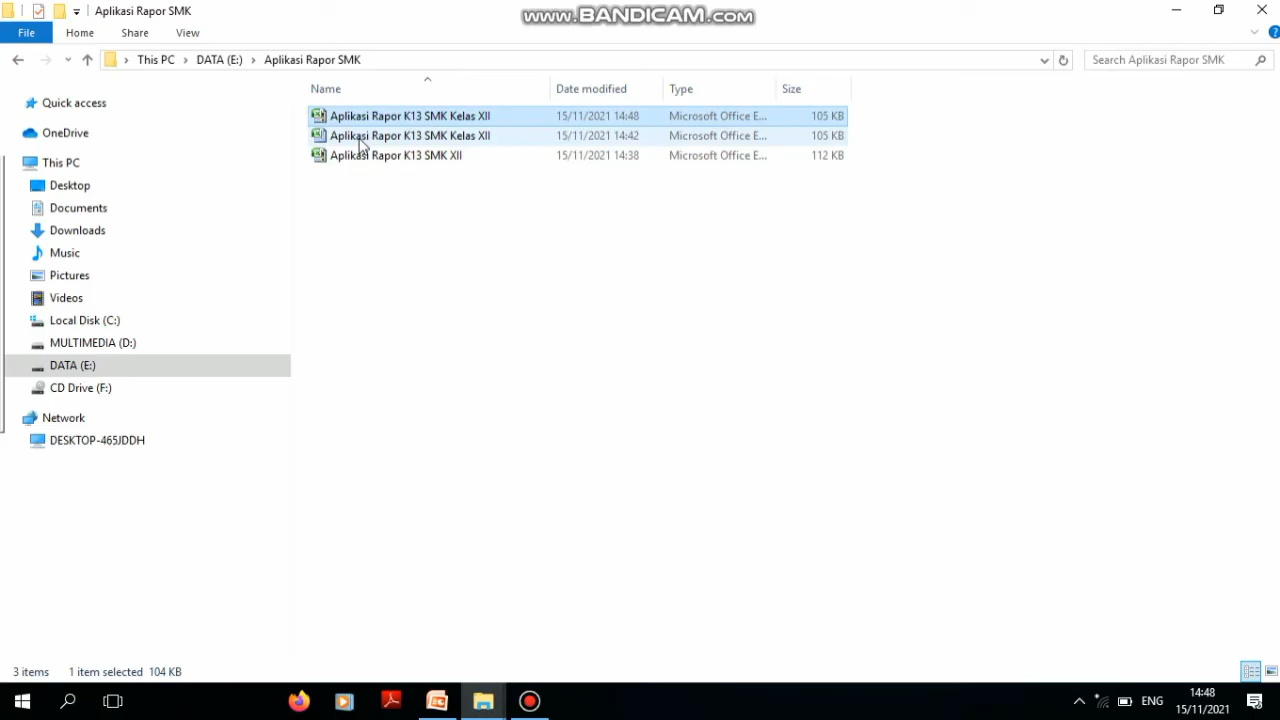 Aplikasi Rapor SMK
www.BANDICAM.com
File Home Share View
This PC DATA (E:) Aplikasi Rapor SMK
Search Aplikasi Rapor SMK
Name Date modified Type Size
Aplikasi Rapor K13 SMK Kelas XII 15/11/2021 14:48 Microsoft Office E... 105 KB
Aplikasi Rapor K13 SMK Kelas XII 15/11/2021 14:42 Microsoft Office E... 105 KB
Aplikasi Rapor K13 SMK XII 15/11/2021 14:38 Microsoft Office E... 112 KB
Quick access
OneDrive
This PC
Desktop
Documents
Downloads
Music
Pictures
Videos
Local Disk (C:)
MULTIMEDIA (D:)
DATA (E:)
CD Drive (F:)
Network
DESKTOP-465JDDH
3 items 1 item selected 104 KB
ENG
14:48
15/11/2021